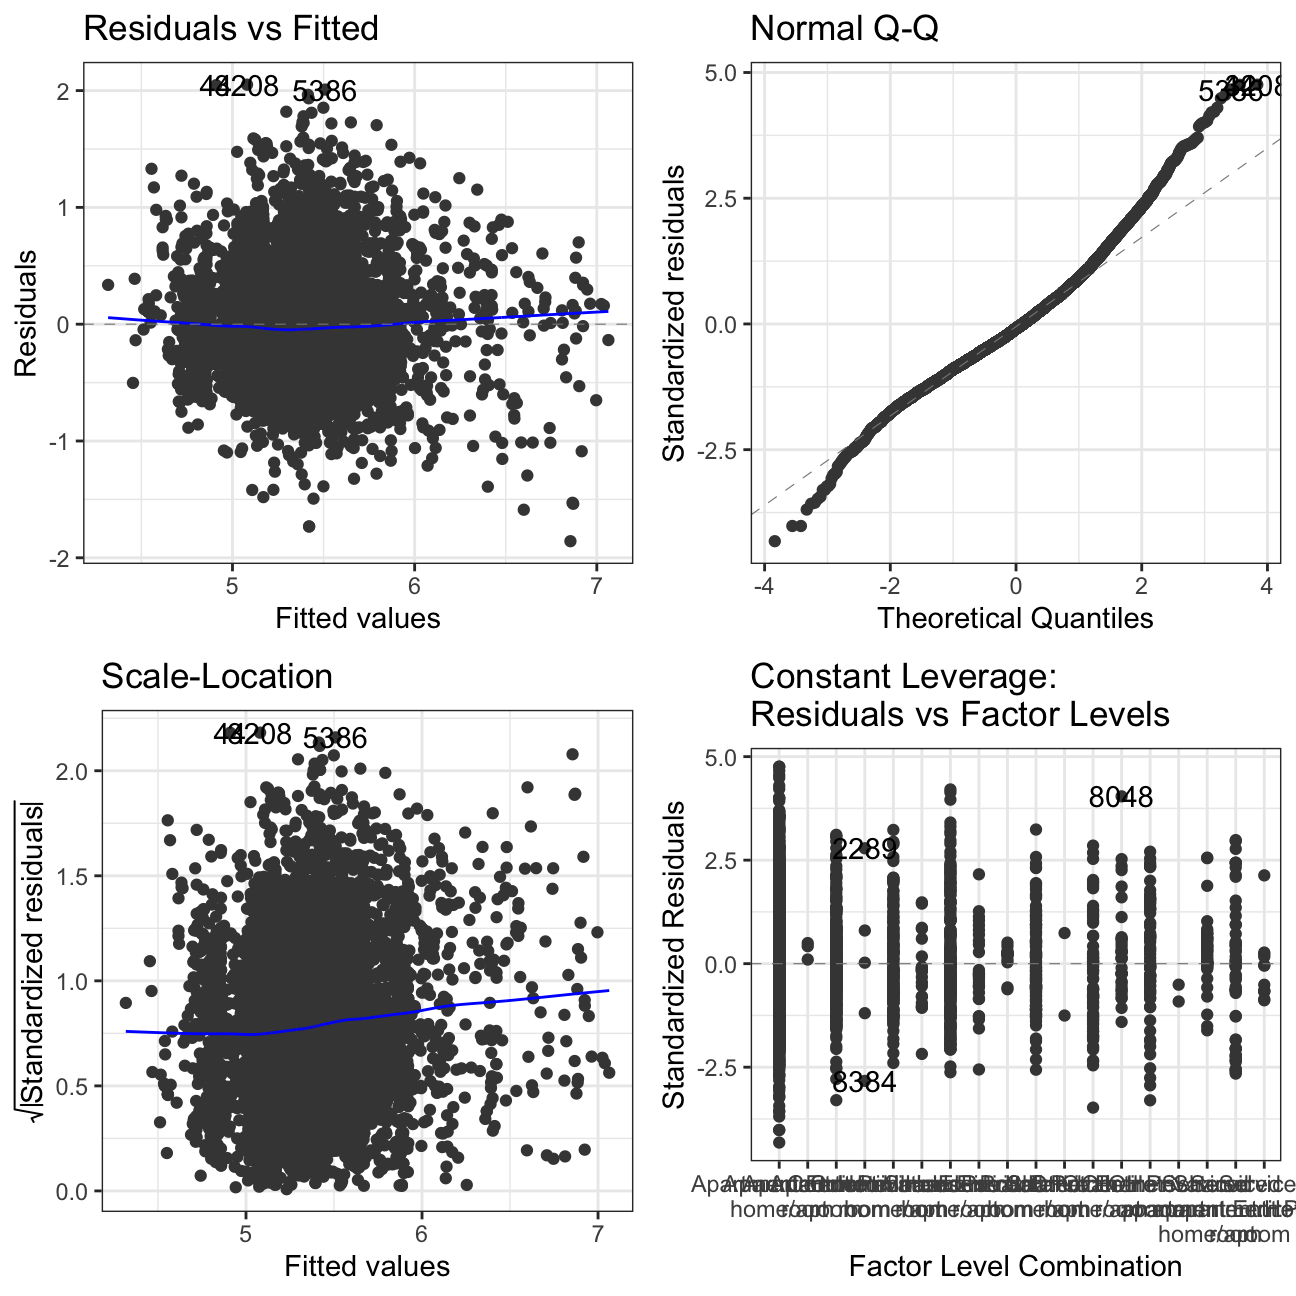 Residuals vs Fitted
Normal Q-Q
2
1
0
-1
-2
Residuals
4208
5386
5
6
7
Fitted values
5.0
2.5
0.0
-2.5
Standardized residuals
5386
-4
-2
0
2
4
Theoretical Quantiles
Scale-Location
Constant Leverage:
Residuals vs Factor Levels
2.0
1.5
1.0
0.5
0.0
√|Standardized residuals|
4208
5386
5
6
7
Fitted values
5.0
2.5
0.0
-2.5
Standardized Residuals
8048
2289
8384
Factor Level Combination